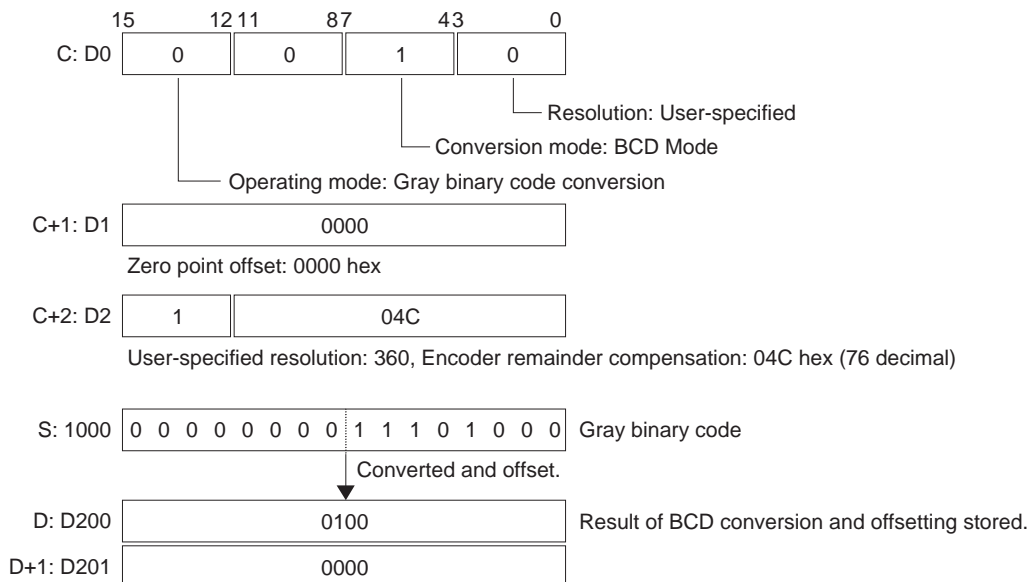 15 12 11 8 7 4 3 0
C: D0 0 0 1 0
Resolution: User-specified
Conversion mode: BCD Mode
Operating mode: Gray binary code conversion
C+1: D1 0000
Zero point offset: 0000 hex
C+2: D2 1 04C
User-specified resolution: 360, Encoder remainder compensation: 04C hex (76 decimal)
S: 1000 0 0 0 0 0 0 0 0 1 1 1 0 1 0 0 0 Gray binary code
Converted and offset.
D: D200 0100 Result of BCD conversion and offsetting stored.
D+1: D201 0000